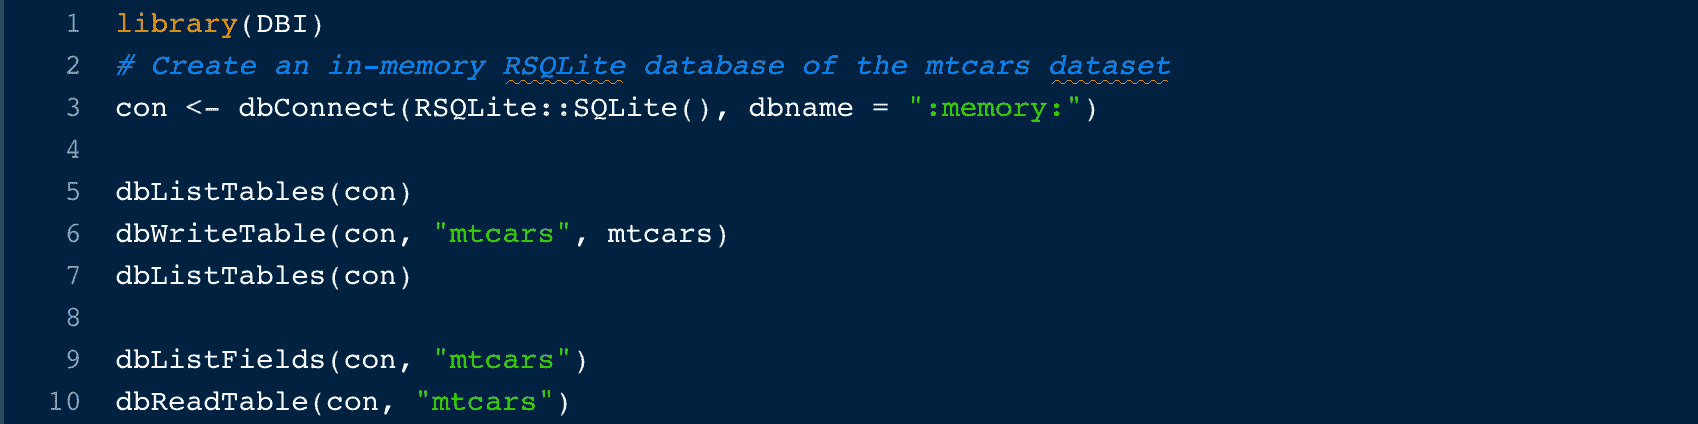 1 library(DBI)
2 # Create an in-memory RSQLite database of the mtcars dataset
3 con <- dbConnect(RSQLite::SQLite(), dbname = ":memory:")
4
5 dbListTables(con)
6 dbWriteTable(con, "mtcars", mtcars)
7 dbListTables(con)
8
9 dbListFields(con, "mtcars")
10 dbReadTable(con, "mtcars")